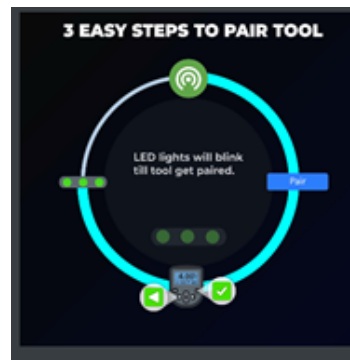 3 EASY STEPS TO PAIR TOOL
LED lights will blink
till tool get paired.
Pair